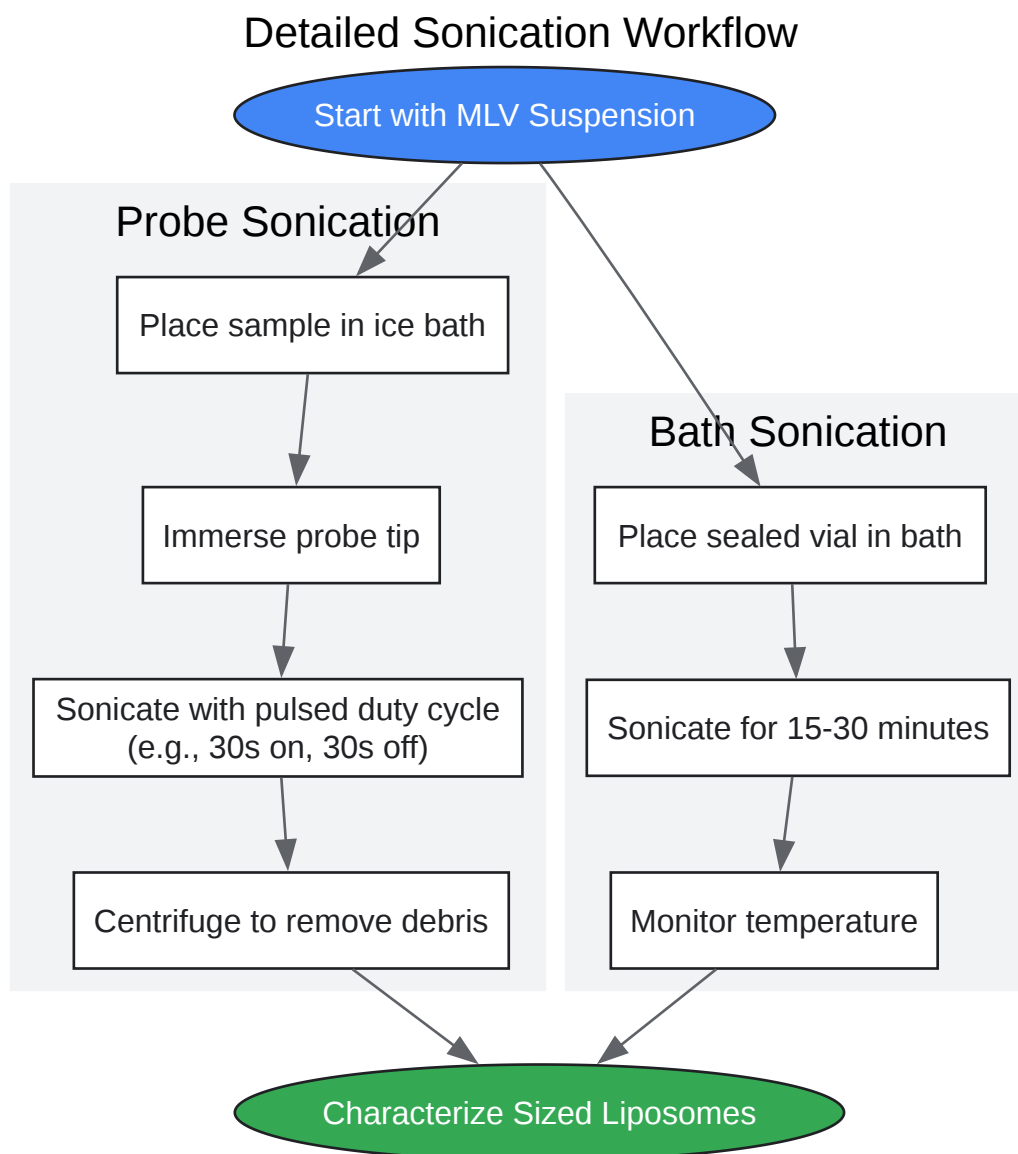 Detailed Sonication Workflow
Start with MLV Suspension
Probe Sonication
Place sample in ice bath
Immerse probe tip
Sonicate with pulsed duty cycle
(e.g., 30s on, 30s off)
Centrifuge to remove debris
Bath Sonication
Place sealed vial in bath
Sonicate for 15-30 minutes
Monitor temperature
Characterize Sized Liposomes